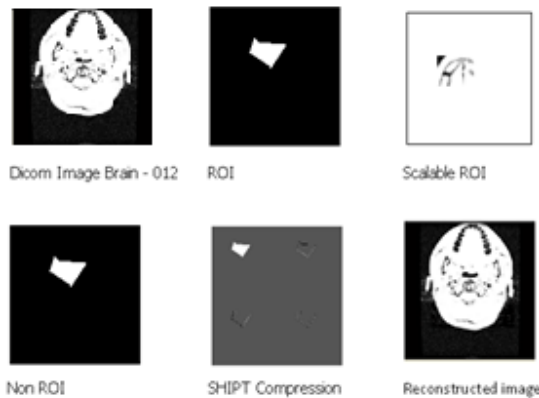 Dicom Image Brain - 012
ROI
Scalable ROI
Non ROI
SHIPT Compression
Reconstructed image